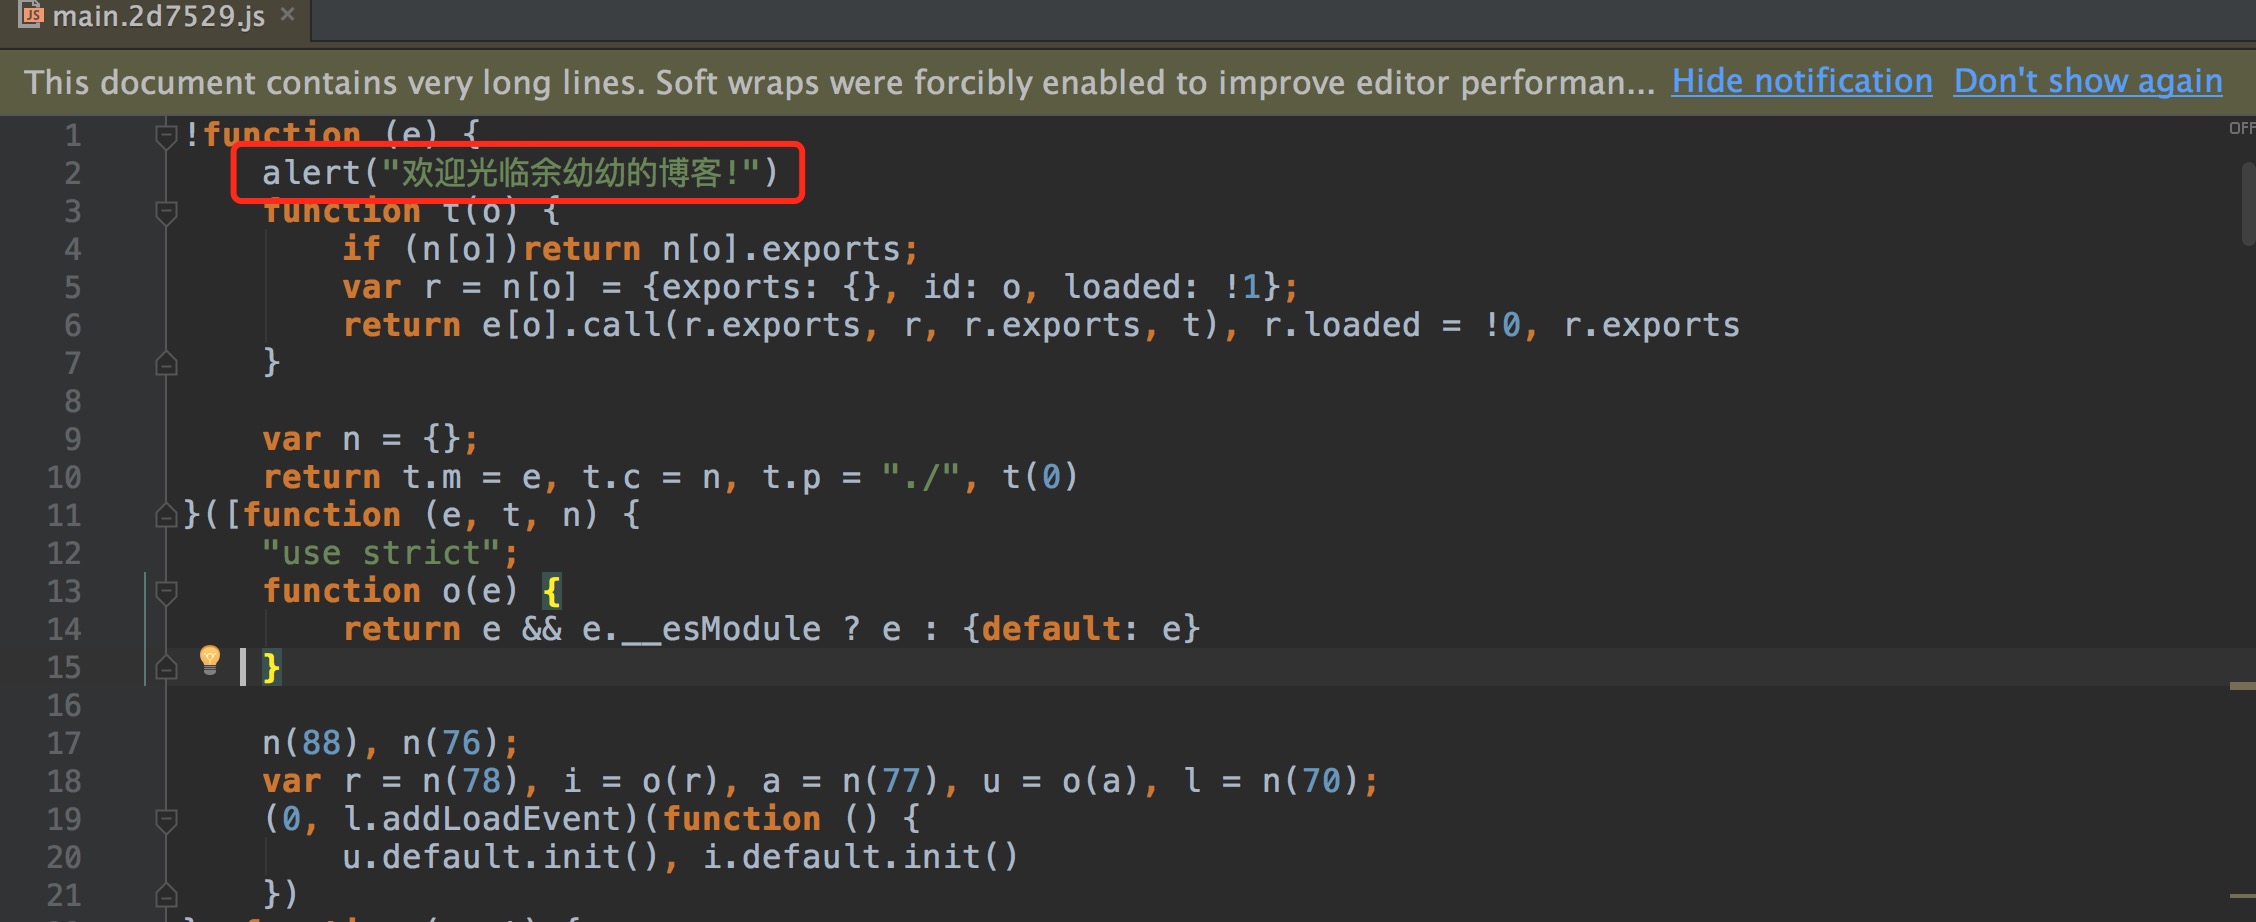 main.2d7529.js
This document contains very long lines. Soft wraps were forcibly enabled to improve editor performan... Hide notification Don't show again
OFF
1 !function (e) {
2 alert("欢迎光临余幼幼的博客!")
3 function t(o) {
4 if (n[o])return n[o].exports;
5 var r = n[o] = {exports: {}, id: o, loaded: !1};
6 return e[o].call(r.exports, r, r.exports, t), r.loaded = !0, r.exports
7 }
8
9 var n = {};
10 return t.m = e, t.c = n, t.p = "./", t(0)
11 }([function (e, t, n) {
12 "use strict";
13 function o(e) {
14 return e && e.__esModule ? e : {default: e}
15 }
16
17 n(88), n(76);
18 var r = n(78), i = o(r), a = n(77), u = o(a), l = n(70);
19 (0, l.addLoadEvent)(function () {
20 u.default.init(), i.default.init()
21 })